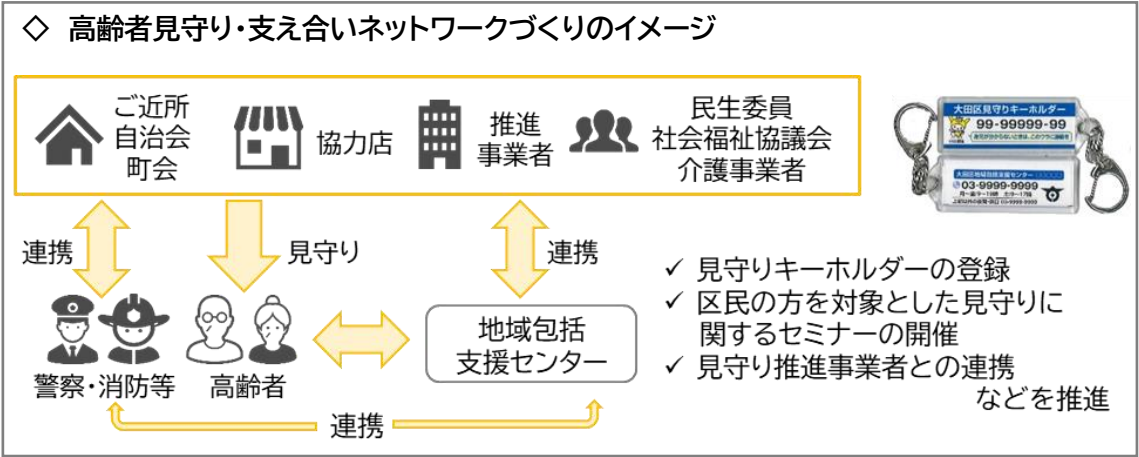 ◇ 高齢者見守り・支え合いネットワークづくりのイメージ
ご近所
自治会
町会
協力店
推進
事業者
民生委員
社会福祉協議会
介護事業者
大田区見守りキーホルダー
99-99999-99
03-9999-9999
連携
見守り
連携
警察・消防等
高齢者
地域包括
支援センター
連携
✓ 見守りキーホルダーの登録
✓ 区民の方を対象とした見守りに
関するセミナーの開催
✓ 見守り推進事業者との連携
などを推進